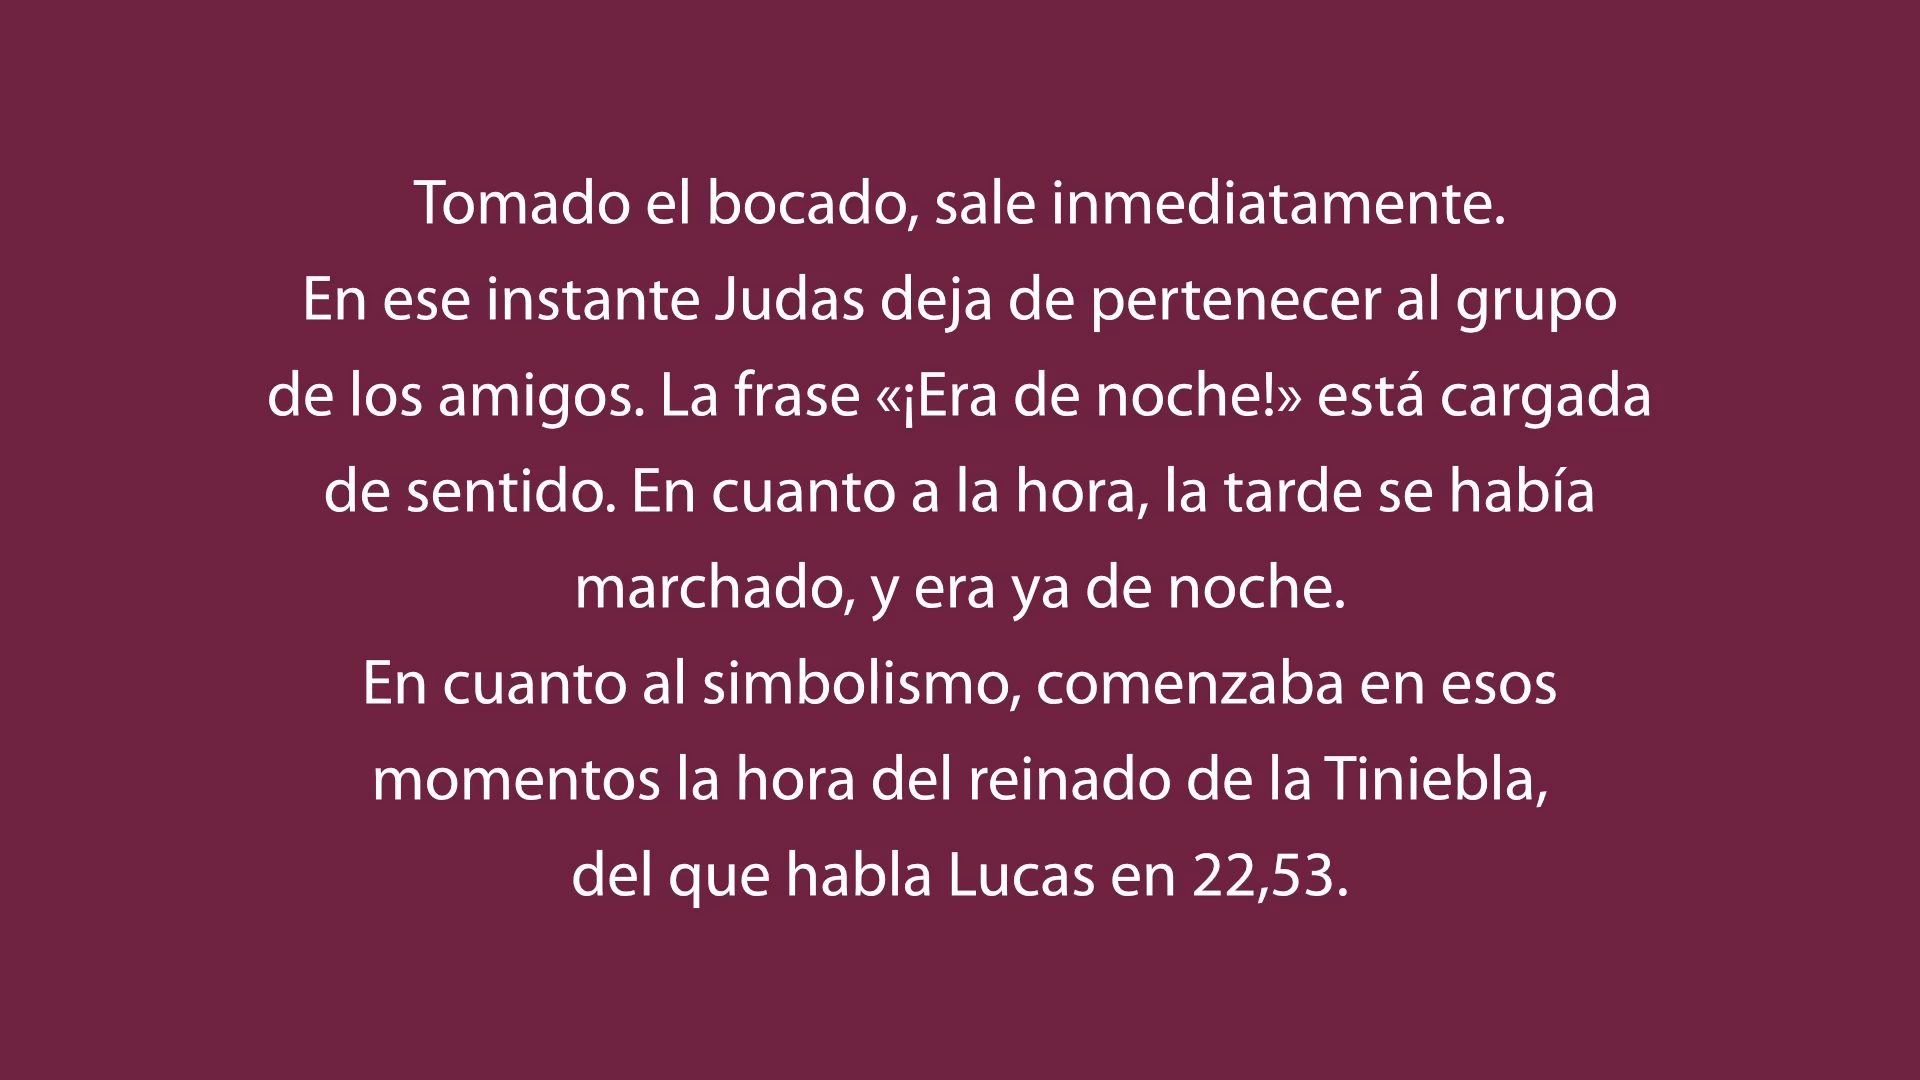 Tomado el bocado, sale inmediatamente.
En ese instante Judas deja de pertenecer al grupo
de los amigos. La frase «¡Era de noche!» está cargada
de sentido. En cuanto a la hora, la tarde se había
marchado, y era ya de noche.
En cuanto al simbolismo, comenzaba en esos
momentos la hora del reinado de la Tiniebla,
del que habla Lucas en 22,53.